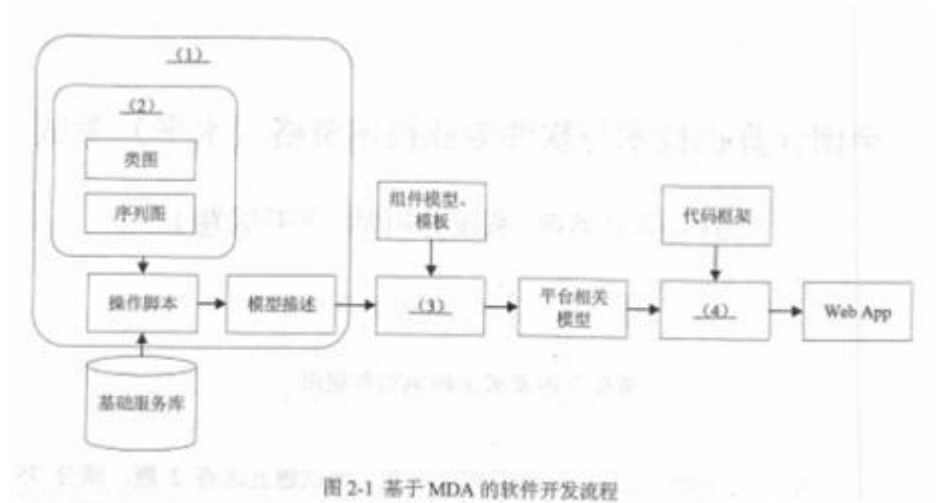 （1）
（2）
类图
序列图
操作脚本
模型描述
基础服务库
组件模型、
模板
（3）
平台相关
模型
代码框架
（4）
Web App
图 2-1 基于 MDA 的软件开发流程